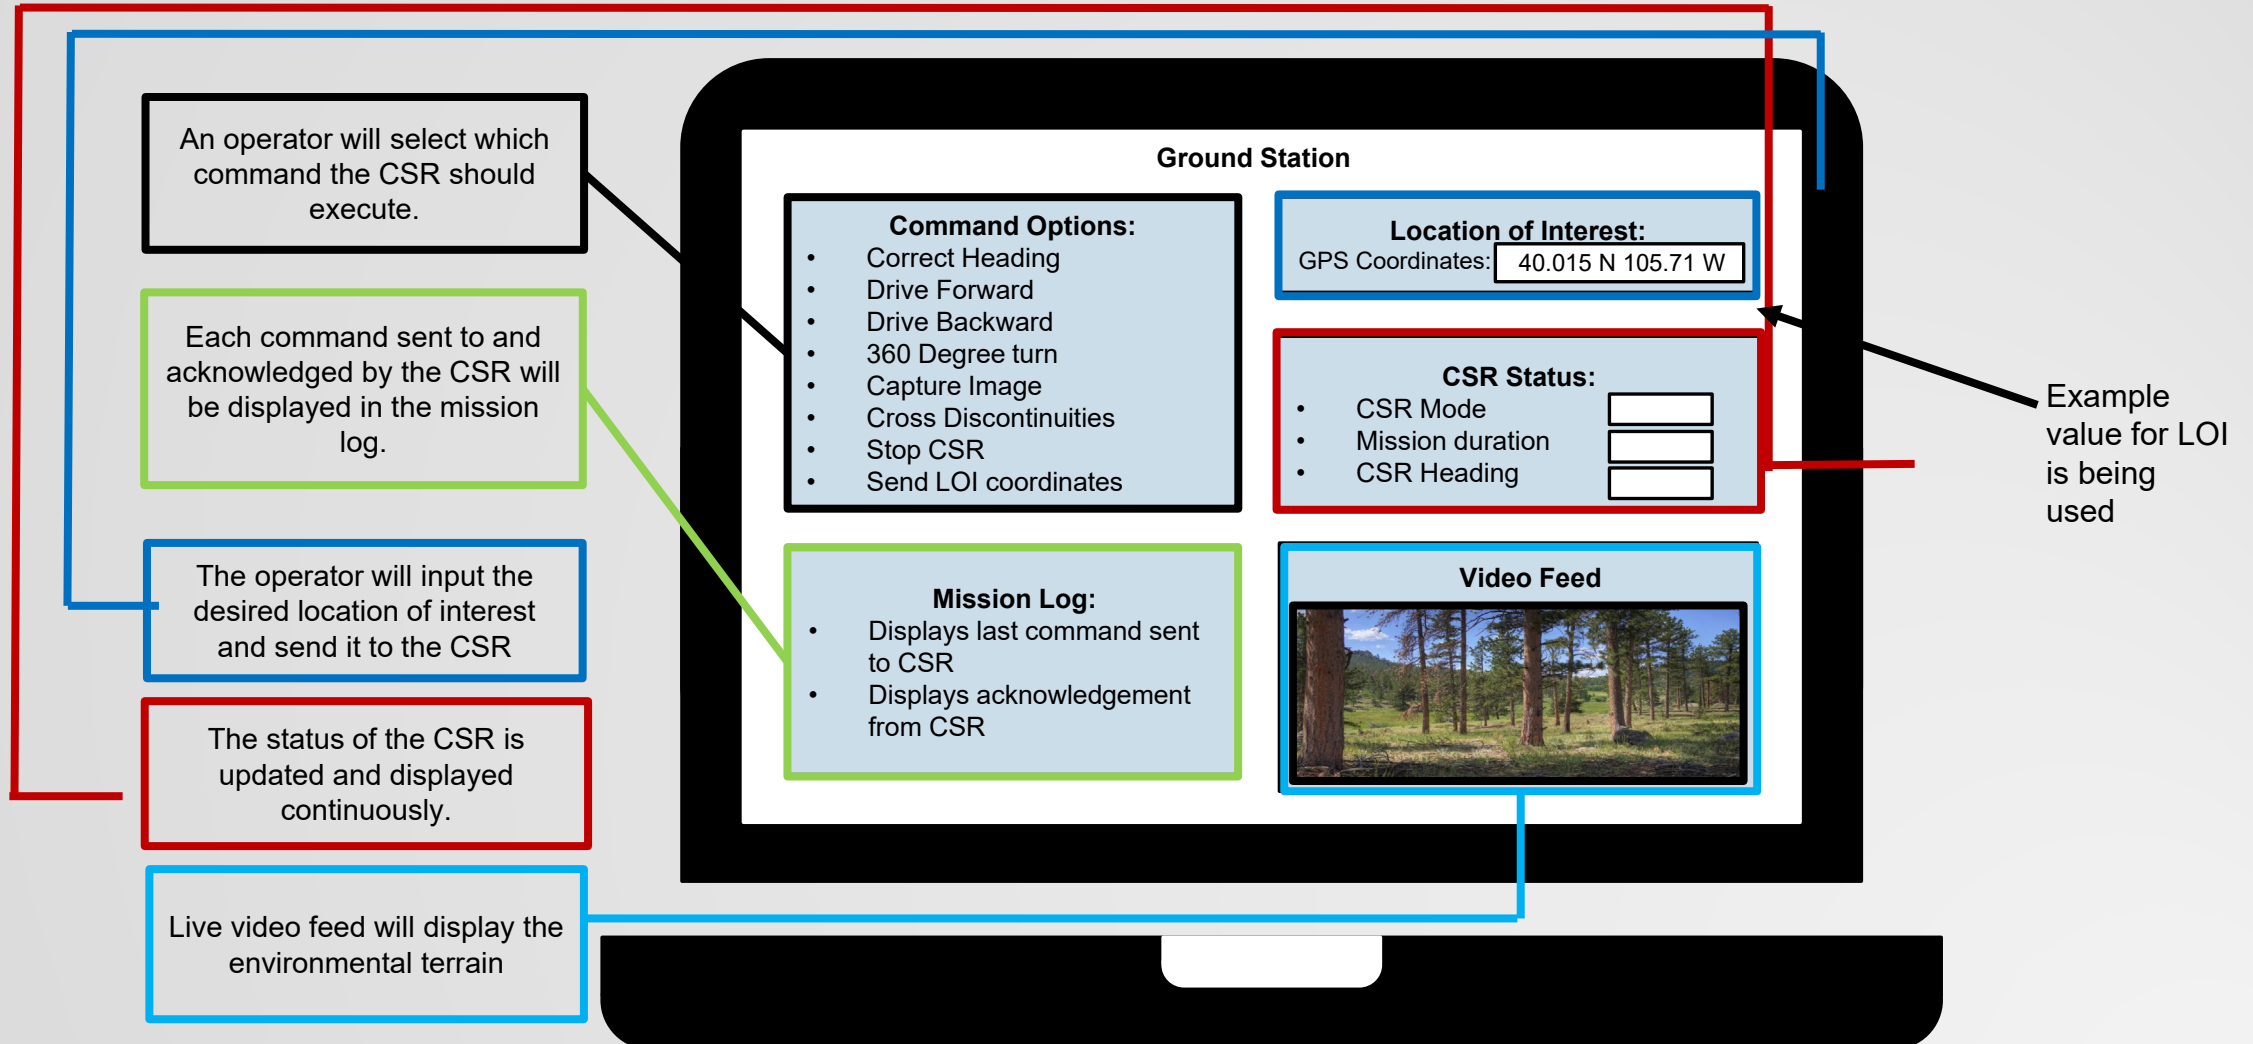 An operator will select which
command the CSR should
execute.
Each command sent to and
acknowledged by the CSR will
be displayed in the mission
log.
The operator will input the
desired location of interest
and send it to the CSR
The status of the CSR is
updated and displayed
continuously.
Live video feed will display the
environmental terrain
Ground Station
Command Options:
• Correct Heading
• Drive Forward
• Drive Backward
• 360 Degree turn
• Capture Image
• Cross Discontinuities
• Stop CSR
• Send LOI coordinates
Location of Interest:
GPS Coordinates: 40.015 N 105.71 W
CSR Status:
• CSR Mode
• Mission duration
• CSR Heading
Mission Log:
• Displays last command sent
to CSR
• Displays acknowledgement
from CSR
Video Feed
Example
value for LOI
is being
used